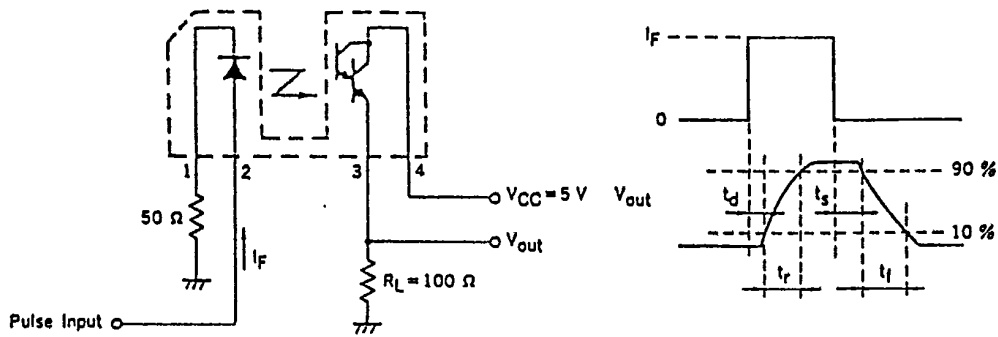 1
2
3
4
50 Ω
I_F
V_CC = 5 V
V_out
R_L = 100 Ω
Pulse Input
I_F
0
V_out
90 %
10 %
t_d
t_s
t_r
t_f